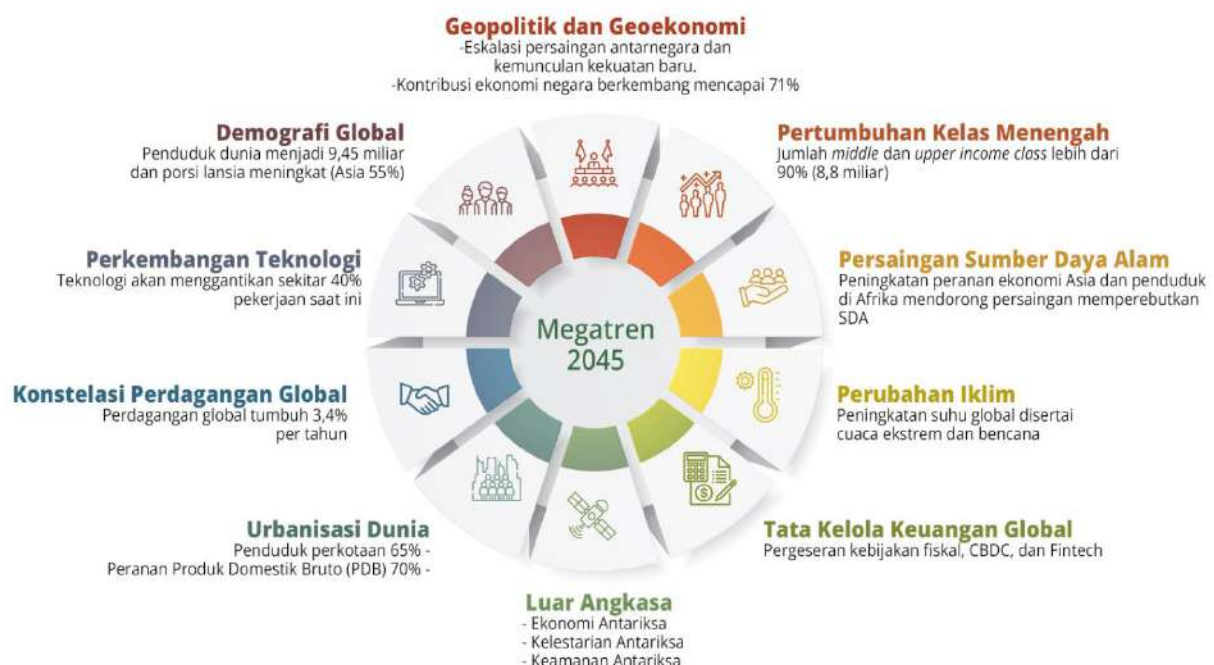 Geopolitik dan Geoekonomi
-Eskalasi persaingan antarnegara dan
kemunculan kekuatan baru.
-Kontribusi ekonomi negara berkembang mencapai 71%
Demografi Global
Penduduk dunia menjadi 9,45 miliar
dan porsi lansia meningkat (Asia 55%)
Pertumbuhan Kelas Menengah
Jumlah middle dan upper income class lebih dari
90% (8,8 miliar)
Perkembangan Teknologi
Teknologi akan menggantikan sekitar 40%
pekerjaan saat ini
Persaingan Sumber Daya Alam
Peningkatan peranan ekonomi Asia dan penduduk
di Afrika mendorong persaingan memperebutkan
SDA
Megatren
2045
Konstelasi Perdagangan Global
Perdagangan global tumbuh 3,4%
per tahun
Perubahan Iklim
Peningkatan suhu global disertai
cuaca ekstrem dan bencana
Urbanisasi Dunia
Penduduk perkotaan 65% -
Peranan Produk Domestik Bruto (PDB) 70% -
Tata Kelola Keuangan Global
Pergeseran kebijakan fiskal, CBDC, dan Fintech
Luar Angkasa
- Ekonomi Antariksa
- Kelestarian Antariksa
- Keamanan Antariksa